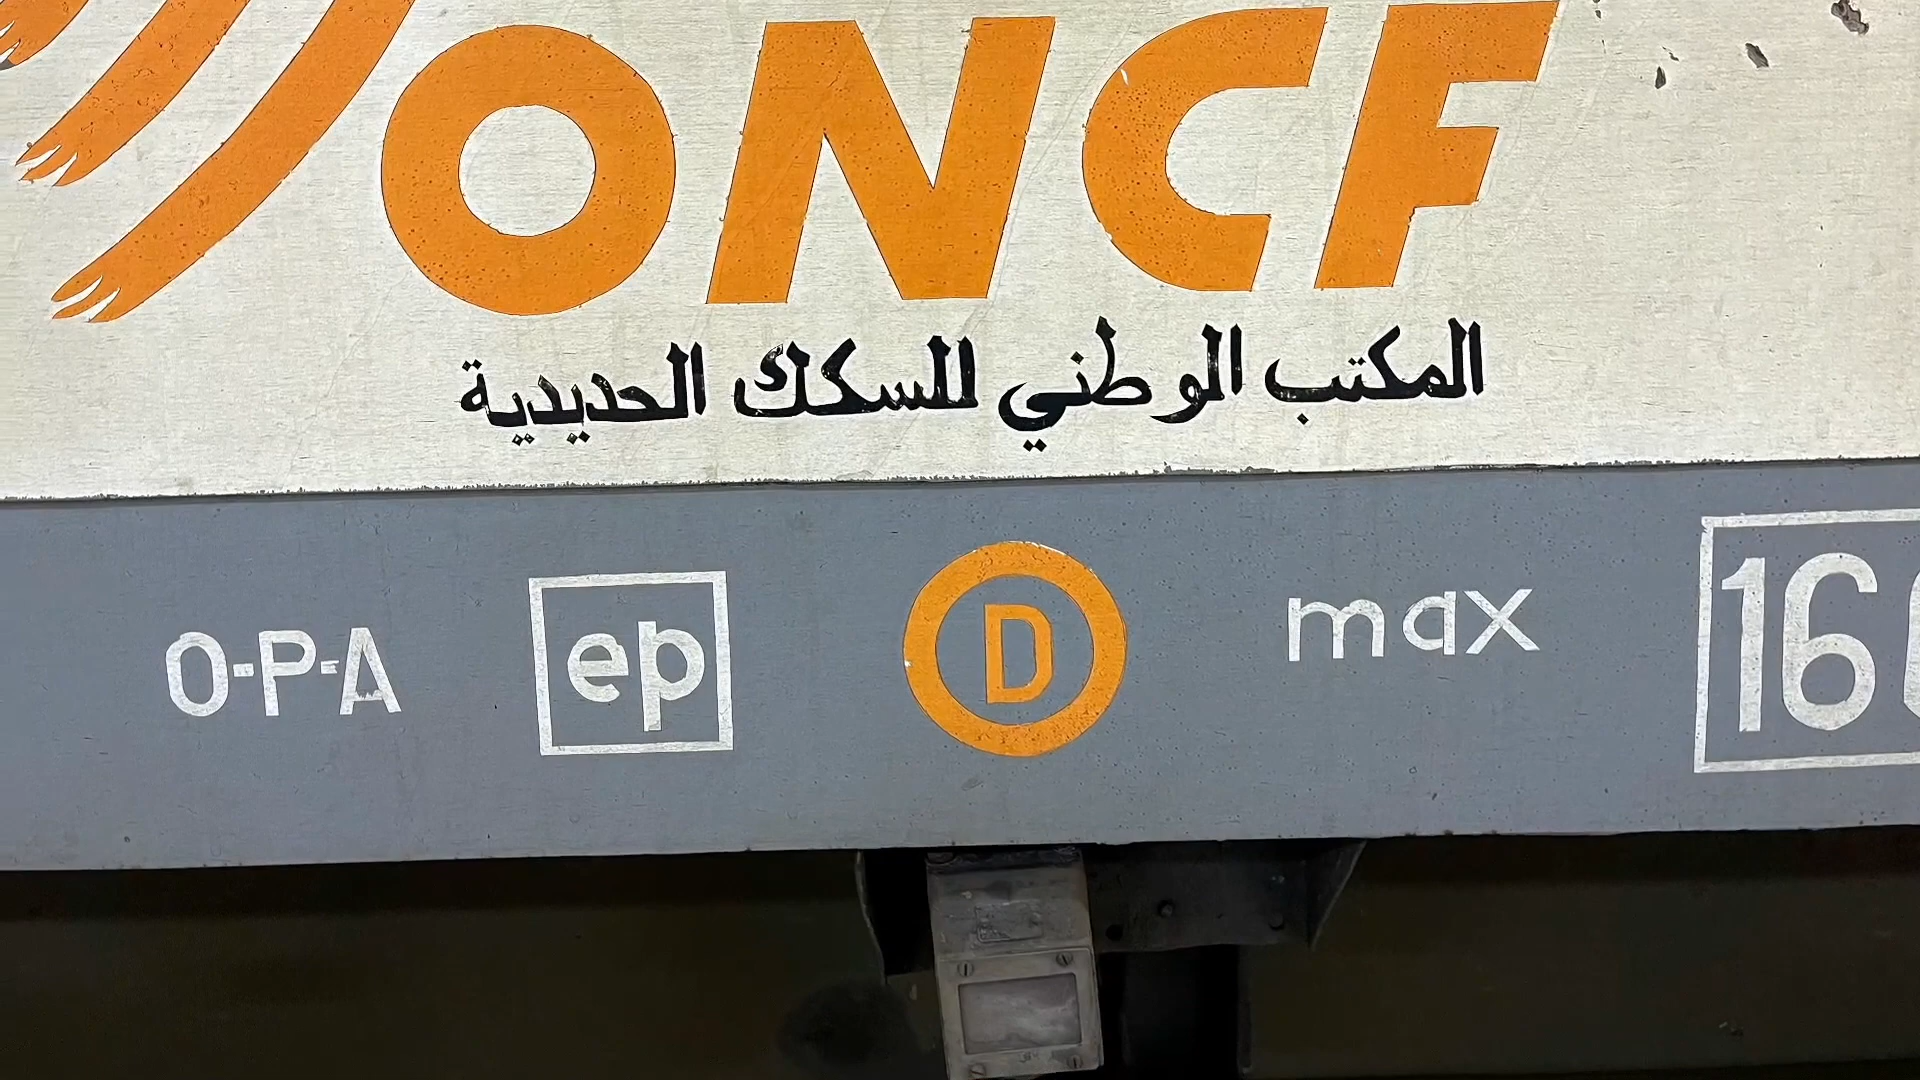 ONCF
المكتب الوطني للسكك الحديدية
O-P-A ep D max 16